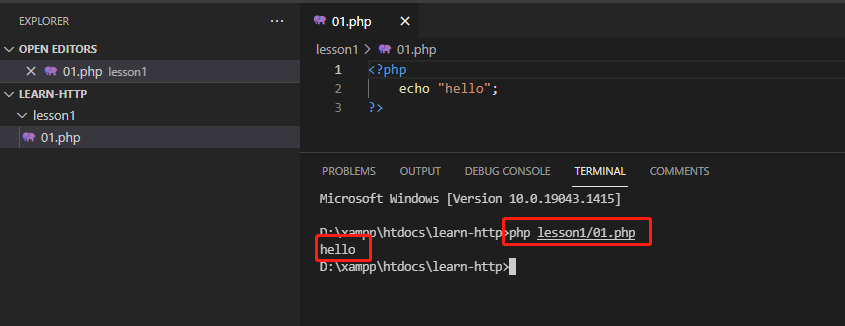 EXPLORER
···
OPEN EDITORS
01.php lesson1
LEARN-HTTP
lesson1
01.php
01.php
lesson1 > 01.php
1 <?php
2 echo "hello";
3 ?>
PROBLEMS OUTPUT DEBUG CONSOLE TERMINAL COMMENTS
Microsoft Windows [Version 10.0.19043.1415]
D:\xampp\htdocs\learn-http>php lesson1/01.php
hello
D:\xampp\htdocs\learn-http>